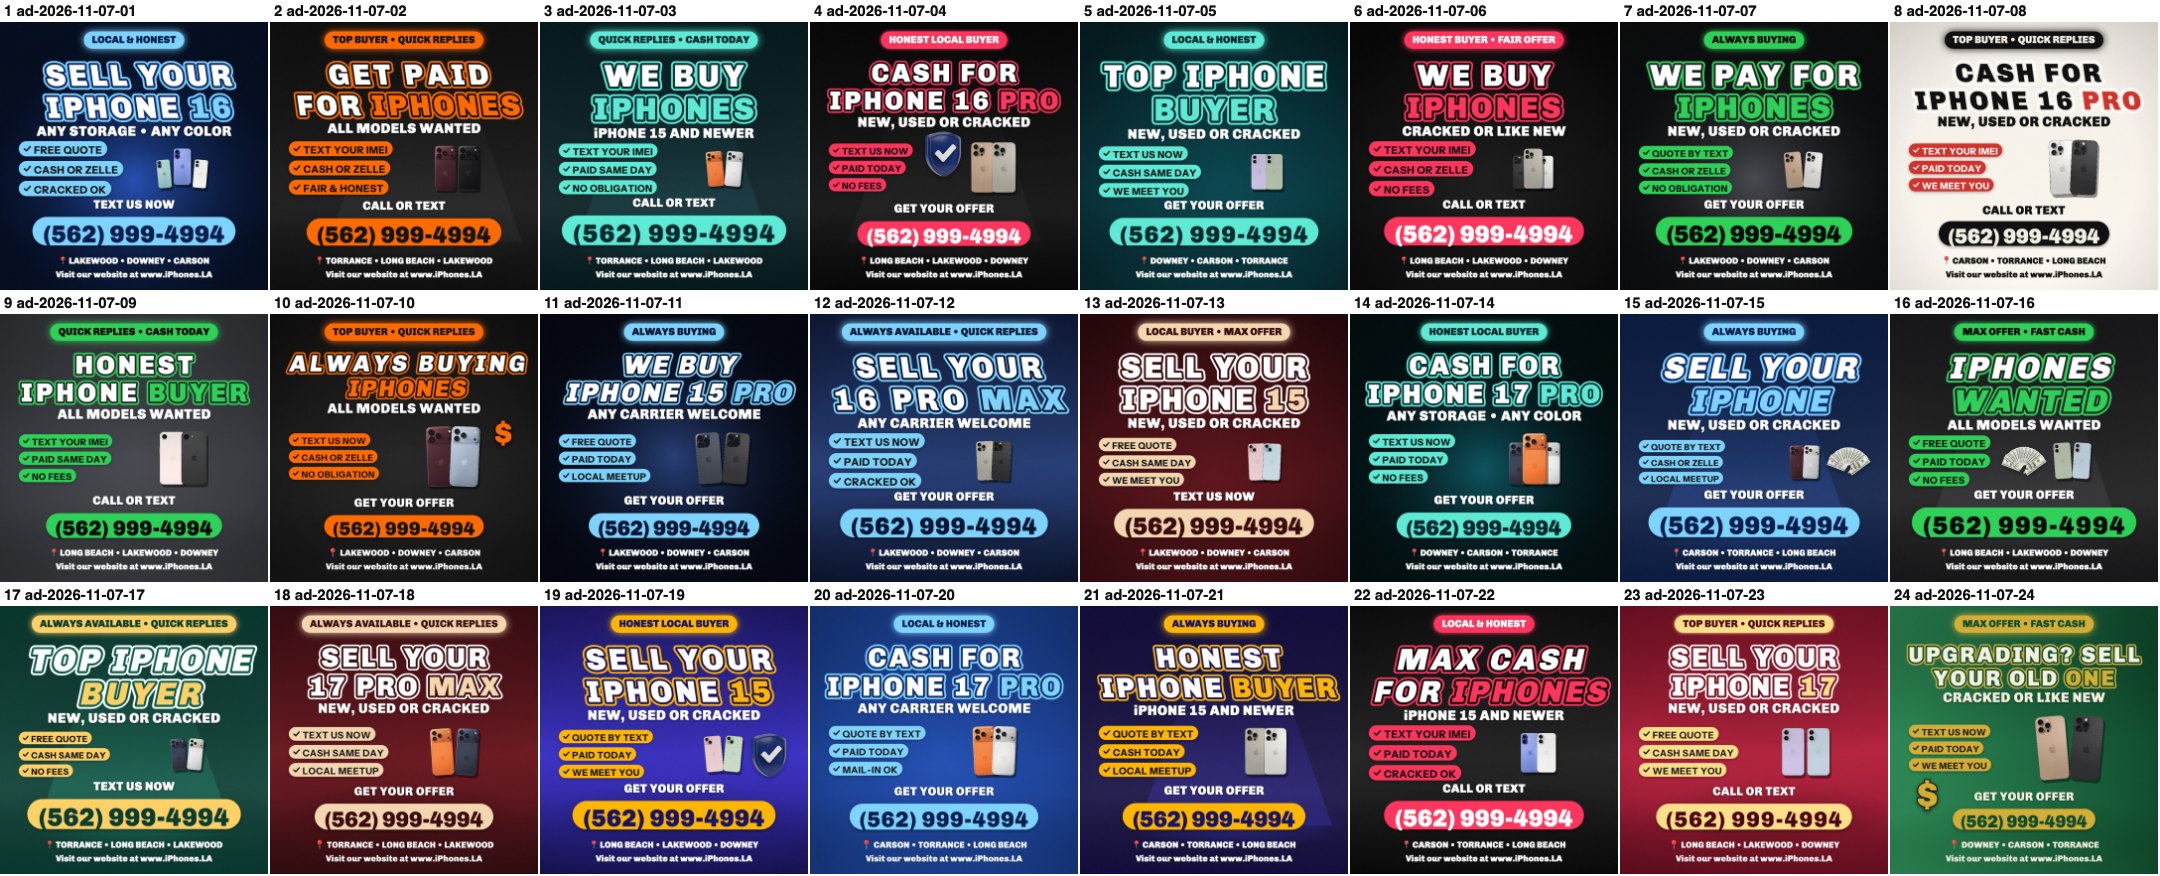 1 ad-2026-11-07-01
LOCAL & HONEST
SELL YOUR
IPHONE 16
ANY STORAGE • ANY COLOR
✓ FREE QUOTE
✓ CASH OR ZELLE
✓ CRACKED OK
TEXT US NOW
(562) 999-4994
LAKEWOOD • DOWNEY • CARSON
Visit our website at www.iPhones.LA
2 ad-2026-11-07-02
TOP BUYER • QUICK REPLIES
GET PAID
FOR IPHONES
ALL MODELS WANTED
✓ TEXT YOUR IMEI
✓ CASH OR ZELLE
✓ FAIR & HONEST
CALL OR TEXT
(562) 999-4994
TORRANCE • LONG BEACH • LAKEWOOD
Visit our website at www.iPhones.LA
3 ad-2026-11-07-03
QUICK REPLIES • CASH TODAY
WE BUY
IPHONES
iPHONE 15 AND NEWER
✓ TEXT YOUR IMEI
✓ PAID SAME DAY
✓ NO OBLIGATION
CALL OR TEXT
(562) 999-4994
TORRANCE • LONG BEACH • LAKEWOOD
Visit our website at www.iPhones.LA
4 ad-2026-11-07-04
HONEST LOCAL BUYER
CASH FOR
IPHONE 16 PRO
NEW, USED OR CRACKED
✓ TEXT US NOW
✓ PAID TODAY
✓ NO FEES
GET YOUR OFFER
(562) 999-4994
LONG BEACH • LAKEWOOD • DOWNEY
Visit our website at www.iPhones.LA
5 ad-2026-11-07-05
LOCAL & HONEST
TOP IPHONE
BUYER
NEW, USED OR CRACKED
✓ TEXT US NOW
✓ CASH SAME DAY
✓ WE MEET YOU
GET YOUR OFFER
(562) 999-4994
DOWNEY • CARSON • TORRANCE
Visit our website at www.iPhones.LA
6 ad-2026-11-07-06
HONEST BUYER • FAIR OFFER
WE BUY
IPHONES
CRACKED OR LIKE NEW
✓ TEXT YOUR IMEI
✓ CASH OR ZELLE
✓ NO FEES
CALL OR TEXT
(562) 999-4994
LONG BEACH • LAKEWOOD • DOWNEY
Visit our website at www.iPhones.LA
7 ad-2026-11-07-07
ALWAYS BUYING
WE PAY FOR
IPHONES
NEW, USED OR CRACKED
✓ QUOTE BY TEXT
✓ CASH OR ZELLE
✓ NO OBLIGATION
GET YOUR OFFER
(562) 999-4994
LAKEWOOD • DOWNEY • CARSON
Visit our website at www.iPhones.LA
8 ad-2026-11-07-08
TOP BUYER • QUICK REPLIES
CASH FOR
IPHONE 16 PRO
NEW, USED OR CRACKED
✓ TEXT YOUR IMEI
✓ PAID TODAY
✓ WE MEET YOU
CALL OR TEXT
(562) 999-4994
CARSON • TORRANCE • LONG BEACH
Visit our website at www.iPhones.LA
9 ad-2026-11-07-09
QUICK REPLIES • CASH TODAY
HONEST
IPHONE BUYER
ALL MODELS WANTED
✓ TEXT YOUR IMEI
✓ PAID SAME DAY
✓ NO FEES
CALL OR TEXT
(562) 999-4994
LONG BEACH • LAKEWOOD • DOWNEY
Visit our website at www.iPhones.LA
10 ad-2026-11-07-10
TOP BUYER • QUICK REPLIES
ALWAYS BUYING
IPHONES
ALL MODELS WANTED
✓ TEXT US NOW
✓ CASH OR ZELLE
✓ NO OBLIGATION
$
GET YOUR OFFER
(562) 999-4994
LAKEWOOD • DOWNEY • CARSON
Visit our website at www.iPhones.LA
11 ad-2026-11-07-11
ALWAYS BUYING
WE BUY
IPHONE 15 PRO
ANY CARRIER WELCOME
✓ FREE QUOTE
✓ PAID TODAY
✓ LOCAL MEETUP
GET YOUR OFFER
(562) 999-4994
LAKEWOOD • DOWNEY • CARSON
Visit our website at www.iPhones.LA
12 ad-2026-11-07-12
ALWAYS AVAILABLE • QUICK REPLIES
SELL YOUR
16 PRO MAX
ANY CARRIER WELCOME
✓ TEXT US NOW
✓ PAID TODAY
✓ CRACKED OK
GET YOUR OFFER
(562) 999-4994
LAKEWOOD • DOWNEY • CARSON
Visit our website at www.iPhones.LA
13 ad-2026-11-07-13
LOCAL BUYER • MAX OFFER
SELL YOUR
IPHONE 15
NEW, USED OR CRACKED
✓ FREE QUOTE
✓ CASH SAME DAY
✓ WE MEET YOU
TEXT US NOW
(562) 999-4994
LAKEWOOD • DOWNEY • CARSON
Visit our website at www.iPhones.LA
14 ad-2026-11-07-14
HONEST LOCAL BUYER
CASH FOR
IPHONE 17 PRO
ANY STORAGE • ANY COLOR
✓ TEXT US NOW
✓ PAID TODAY
✓ NO FEES
GET YOUR OFFER
(562) 999-4994
DOWNEY • CARSON • TORRANCE
Visit our website at www.iPhones.LA
15 ad-2026-11-07-15
ALWAYS BUYING
SELL YOUR
IPHONE
NEW, USED OR CRACKED
✓ QUOTE BY TEXT
✓ CASH OR ZELLE
✓ LOCAL MEETUP
GET YOUR OFFER
(562) 999-4994
CARSON • TORRANCE • LONG BEACH
Visit our website at www.iPhones.LA
16 ad-2026-11-07-16
MAX OFFER • FAST CASH
IPHONES
WANTED
ALL MODELS WANTED
✓ FREE QUOTE
✓ PAID TODAY
✓ NO FEES
GET YOUR OFFER
(562) 999-4994
LONG BEACH • LAKEWOOD • DOWNEY
Visit our website at www.iPhones.LA
17 ad-2026-11-07-17
ALWAYS AVAILABLE • QUICK REPLIES
TOP IPHONE
BUYER
NEW, USED OR CRACKED
✓ FREE QUOTE
✓ CASH SAME DAY
✓ NO FEES
TEXT US NOW
(562) 999-4994
TORRANCE • LONG BEACH • LAKEWOOD
Visit our website at www.iPhones.LA
18 ad-2026-11-07-18
ALWAYS AVAILABLE • QUICK REPLIES
SELL YOUR
17 PRO MAX
NEW, USED OR CRACKED
✓ TEXT US NOW
✓ CASH SAME DAY
✓ LOCAL MEETUP
GET YOUR OFFER
(562) 999-4994
TORRANCE • LONG BEACH • LAKEWOOD
Visit our website at www.iPhones.LA
19 ad-2026-11-07-19
HONEST LOCAL BUYER
SELL YOUR
IPHONE 15
NEW, USED OR CRACKED
✓ QUOTE BY TEXT
✓ PAID TODAY
✓ WE MEET YOU
GET YOUR OFFER
(562) 999-4994
LONG BEACH • LAKEWOOD • DOWNEY
Visit our website at www.iPhones.LA
20 ad-2026-11-07-20
LOCAL & HONEST
CASH FOR
IPHONE 17 PRO
ANY CARRIER WELCOME
✓ QUOTE BY TEXT
✓ PAID TODAY
✓ MAIL-IN OK
GET YOUR OFFER
(562) 999-4994
CARSON • TORRANCE • LONG BEACH
Visit our website at www.iPhones.LA
21 ad-2026-11-07-21
ALWAYS BUYING
HONEST
IPHONE BUYER
iPHONE 15 AND NEWER
✓ QUOTE BY TEXT
✓ CASH TODAY
✓ LOCAL MEETUP
GET YOUR OFFER
(562) 999-4994
CARSON • TORRANCE • LONG BEACH
Visit our website at www.iPhones.LA
22 ad-2026-11-07-22
LOCAL & HONEST
MAX CASH
FOR IPHONES
iPHONE 15 AND NEWER
✓ TEXT YOUR IMEI
✓ PAID TODAY
✓ CRACKED OK
CALL OR TEXT
(562) 999-4994
CARSON • TORRANCE • LONG BEACH
Visit our website at www.iPhones.LA
23 ad-2026-11-07-23
TOP BUYER • QUICK REPLIES
SELL YOUR
IPHONE 17
NEW, USED OR CRACKED
✓ FREE QUOTE
✓ CASH SAME DAY
✓ WE MEET YOU
CALL OR TEXT
(562) 999-4994
LONG BEACH • LAKEWOOD • DOWNEY
Visit our website at www.iPhones.LA
24 ad-2026-11-07-24
MAX OFFER • FAST CASH
UPGRADING? SELL
YOUR OLD ONE
CRACKED OR LIKE NEW
✓ TEXT US NOW
✓ PAID TODAY
✓ WE MEET YOU
$
GET YOUR OFFER
(562) 999-4994
DOWNEY • CARSON • TORRANCE
Visit our website at www.iPhones.LA